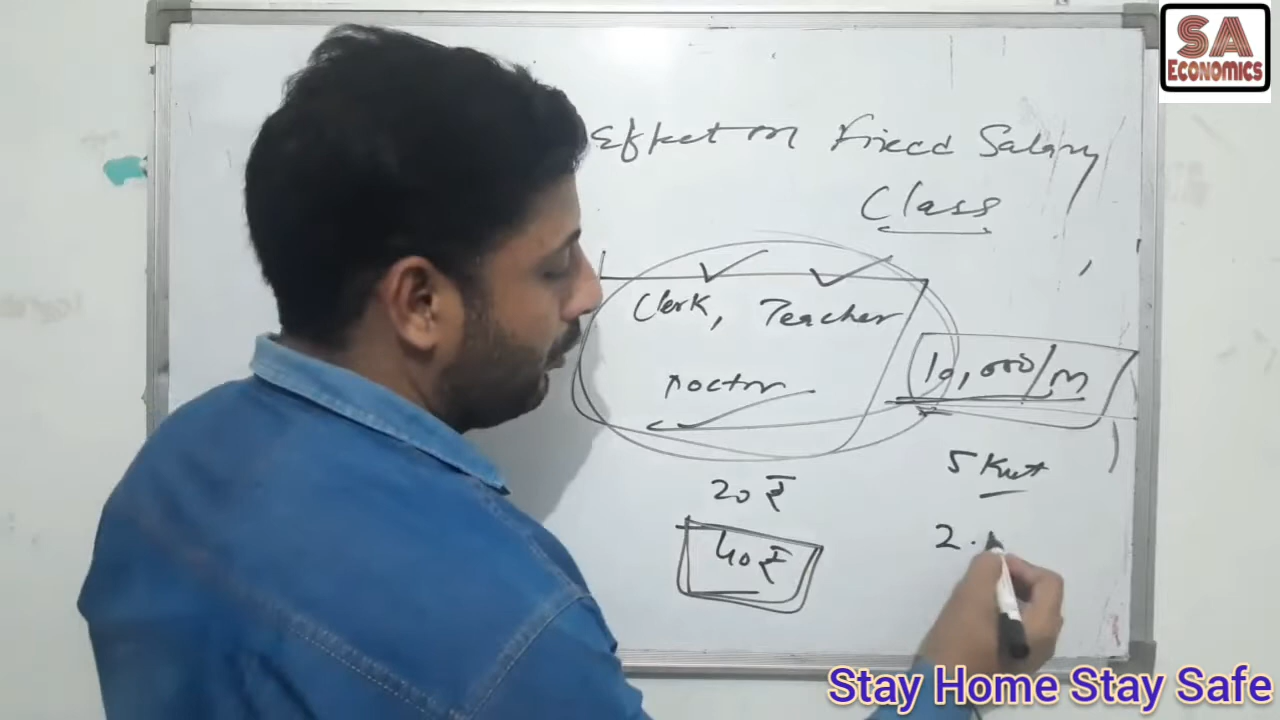 SA
ECONOMICS
Effect on Fixed Salary
Class
Clerk, Teacher
Doctor
10,000/m
20 ₹
40 ₹
5
2.
Stay Home Stay Safe